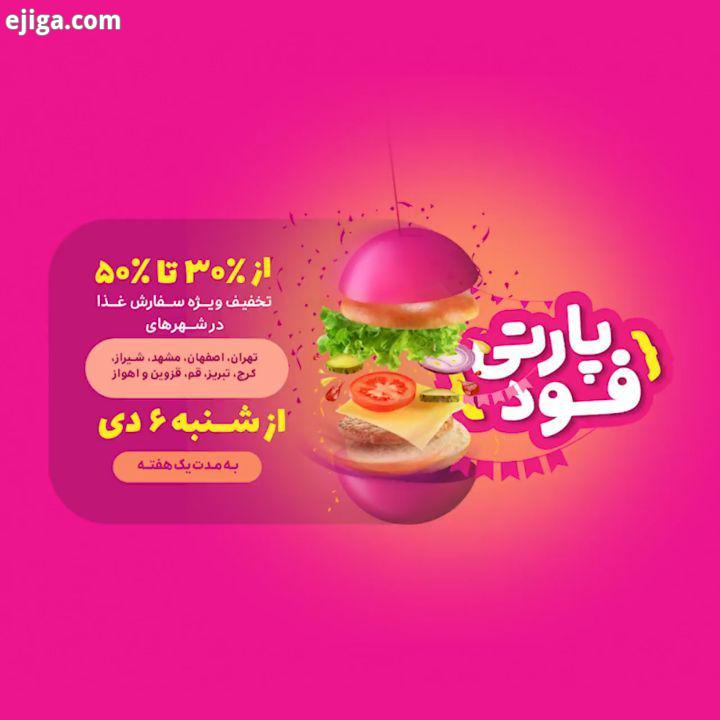 ejiga.com
پارتی
فود
از ۳۰٪ تا ۵۰٪
تخفیف ویژه سفارش غذا
در شهرهای
تهران، اصفهان، مشهد، شیراز،
کرج، تبریز، قم، قزوین و اهواز
از شنبه ۶ دی
به مدت یک هفته